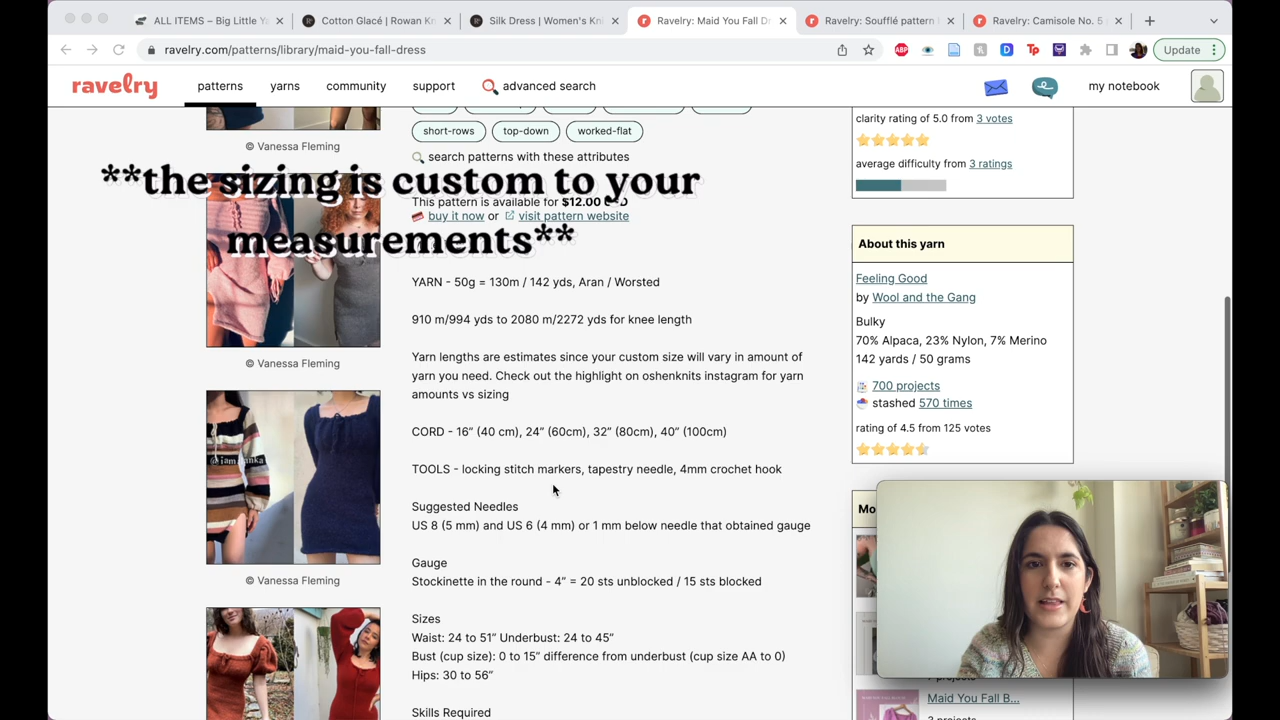 ALL ITEMS – Big Little Ya
Cotton Glacé | Rowan Kn
Silk Dress | Women's Kni
Ravelry: Maid You Fall Dr
Ravelry: Soufflé pattern
Ravelry: Camisole No. 5
ravelry.com/patterns/library/maid-you-fall-dress
Update
ravelry
patterns
yarns
community
support
advanced search
my notebook
© Vanessa Fleming
short-rows
top-down
worked-flat
search patterns with these attributes
**the sizing is custom to your
measurements**
This pattern is available for $12.00
buy it now or visit pattern website
© Vanessa Fleming
YARN - 50g = 130m / 142 yds, Aran / Worsted
910 m/994 yds to 2080 m/2272 yds for knee length
Yarn lengths are estimates since your custom size will vary in amount of
yarn you need. Check out the highlight on oshenknits instagram for yarn
amounts vs sizing
CORD - 16” (40 cm), 24” (60cm), 32” (80cm), 40” (100cm)
TOOLS - locking stitch markers, tapestry needle, 4mm crochet hook
Suggested Needles
US 8 (5 mm) and US 6 (4 mm) or 1 mm below needle that obtained gauge
© Vanessa Fleming
Gauge
Stockinette in the round - 4” = 20 sts unblocked / 15 sts blocked
Sizes
Waist: 24 to 51” Underbust: 24 to 45”
Bust (cup size): 0 to 15” difference from underbust (cup size AA to 0)
Hips: 30 to 56”
Skills Required
clarity rating of 5.0 from 3 votes
average difficulty from 3 ratings
About this yarn
Feeling Good
by Wool and the Gang
Bulky
70% Alpaca, 23% Nylon, 7% Merino
142 yards / 50 grams
700 projects
stashed 570 times
rating of 4.5 from 125 votes
Mo
Maid You Fall B...